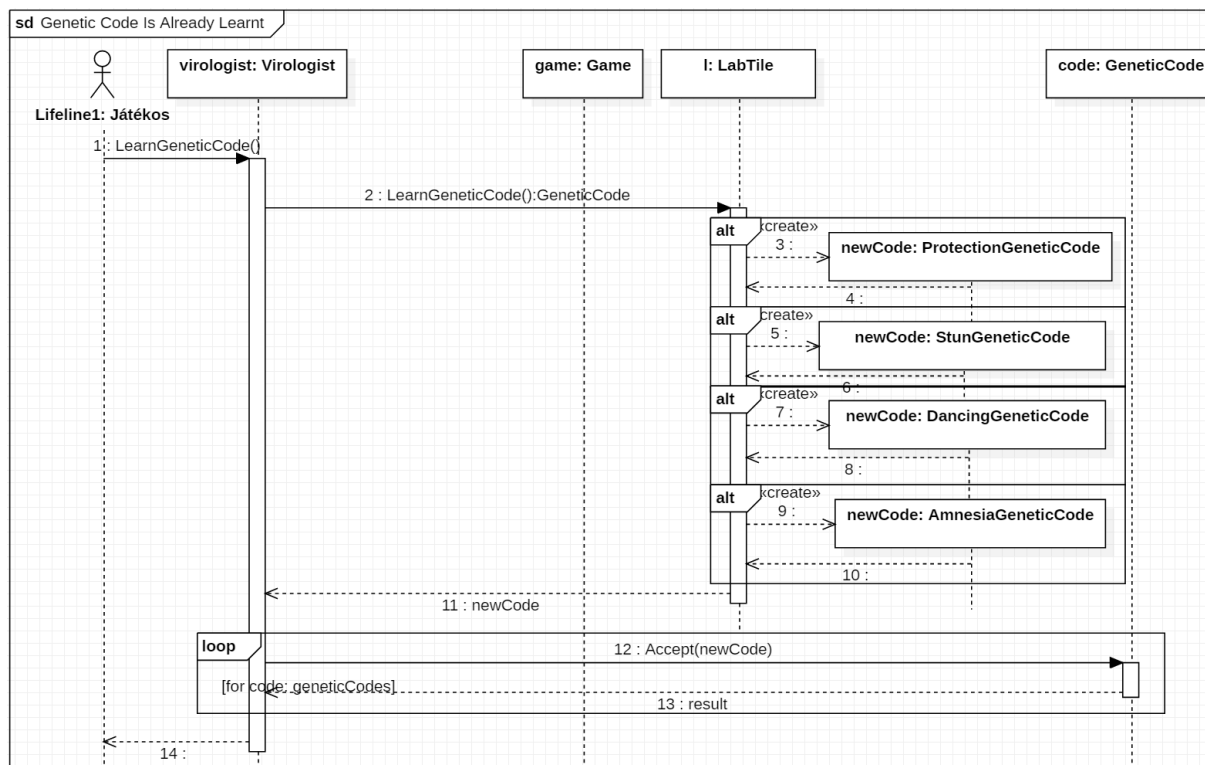 sd Genetic Code Is Already Learnt
virologist: Virologist
game: Game
l: LabTile
code: GeneticCode
Lifeline1: Játékos
1 : LearnGeneticCode()
2 : LearnGeneticCode():GeneticCode
alt
«create»
3 :
newCode: ProtectionGeneticCode
4 :
alt
«create»
5 :
newCode: StunGeneticCode
6 :
alt
«create»
7 :
newCode: DancingGeneticCode
8 :
alt
«create»
9 :
newCode: AmnesiaGeneticCode
10 :
11 : newCode
loop
12 : Accept(newCode)
[for code: geneticCodes]
13 : result
14 :